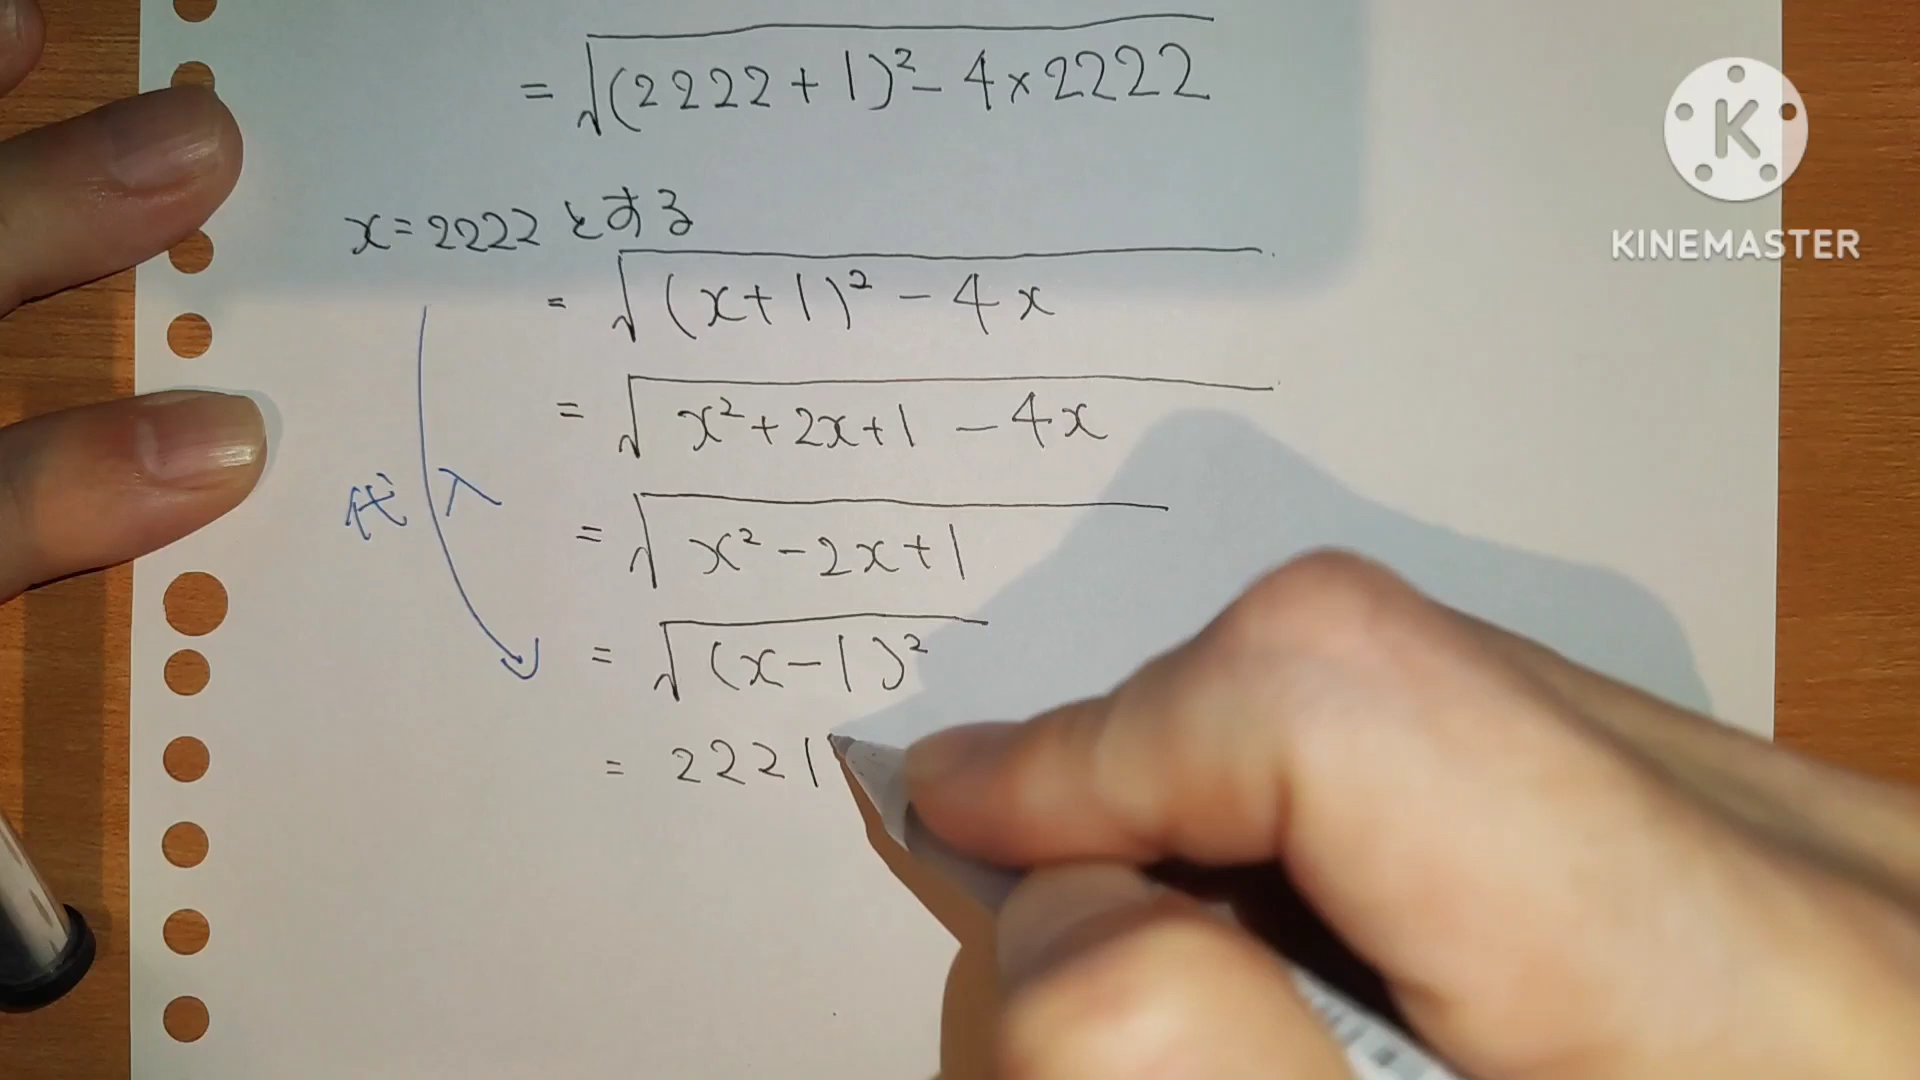 = √(2222+1)² - 4×2222
x=2222 とする
= √(x+1)² - 4x
= √x²+2x+1 - 4x
代入
= √x² - 2x+1
= √(x-1)²
= 2221
K
KINEMASTER